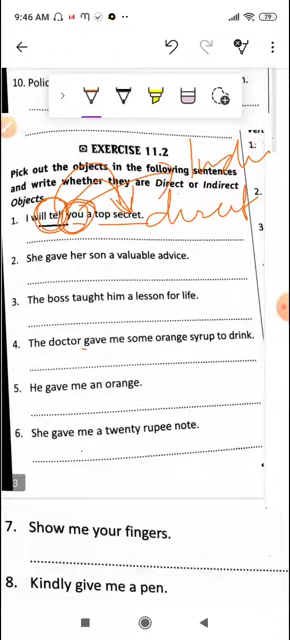 9:46 AM
79
10. Polic
n.
EXERCISE 11.2
1:
Pick out the objects in the following sentences
and write whether they are Direct or Indirect
Objects.
2.
1. I will tell you a top secret.
direct
3
2. She gave her son a valuable advice.
3. The boss taught him a lesson for life.
4. The doctor gave me some orange syrup to drink.
5. He gave me an orange.
6. She gave me a twenty rupee note.
3
7. Show me your fingers.
8. Kindly give me a pen.